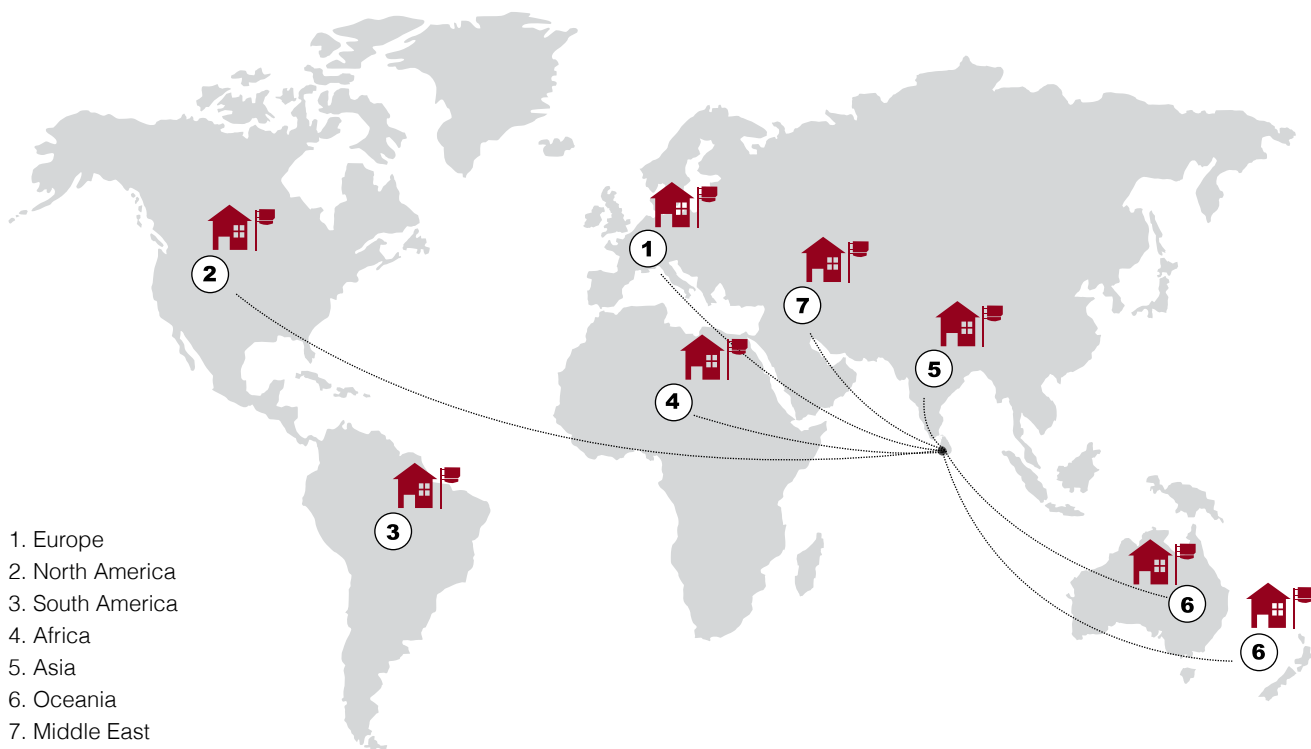 2
1
7
5
4
3
6
6
1. Europe
2. North America
3. South America
4. Africa
5. Asia
6. Oceania
7. Middle East